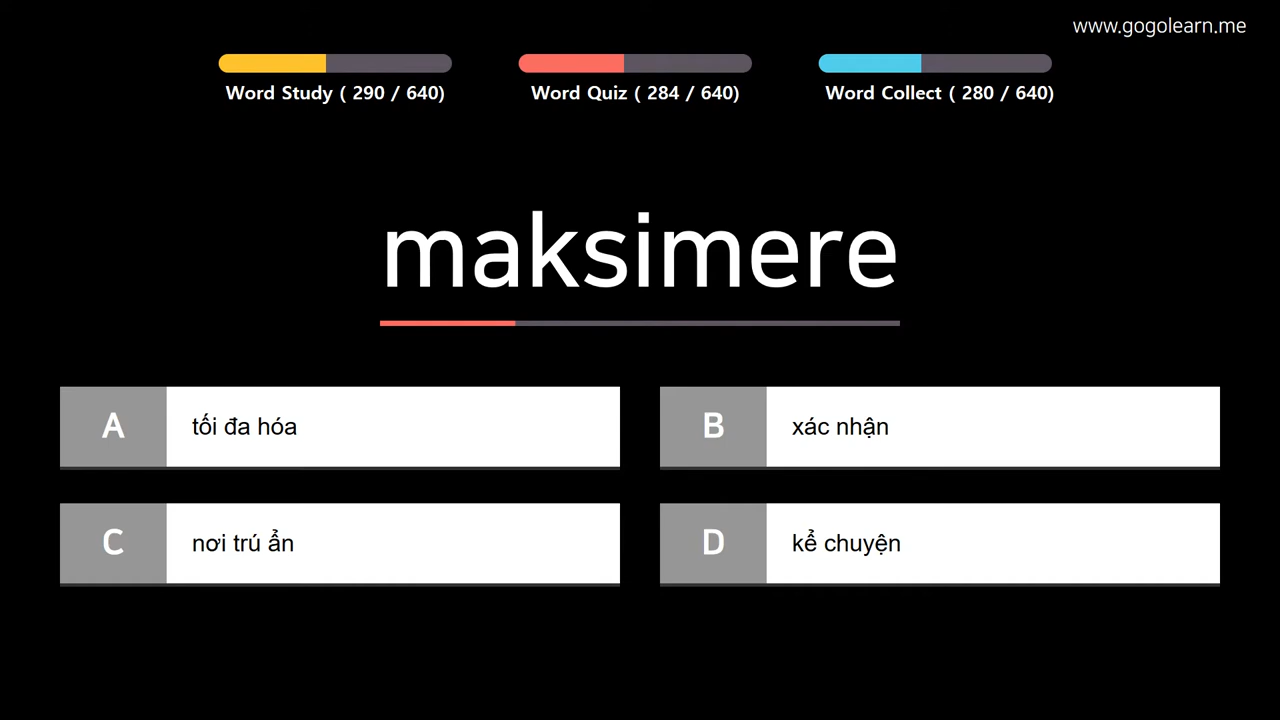 www.gogolearn.me
Word Study ( 290 / 640)
Word Quiz ( 284 / 640)
Word Collect ( 280 / 640)
maksimere
A
tối đa hóa
B
xác nhận
C
nơi trú ẩn
D
kể chuyện